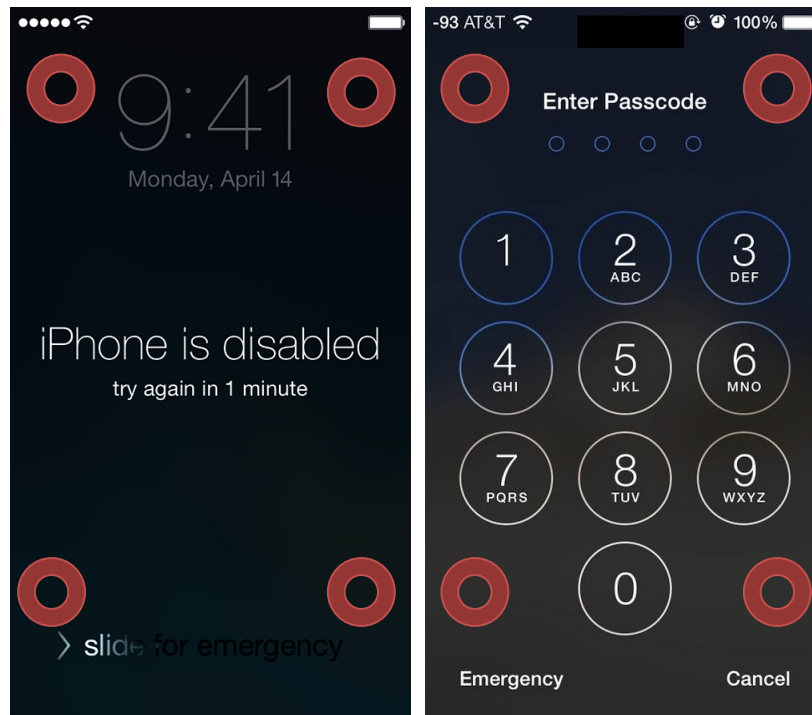 9:41
Monday, April 14
iPhone is disabled
try again in 1 minute
slide for emergency
-93 AT&T 100%
Enter Passcode
1 2 3
ABC DEF
4 5 6
GHI JKL MNO
7 8 9
PQRS TUV WXYZ
0
Emergency Cancel